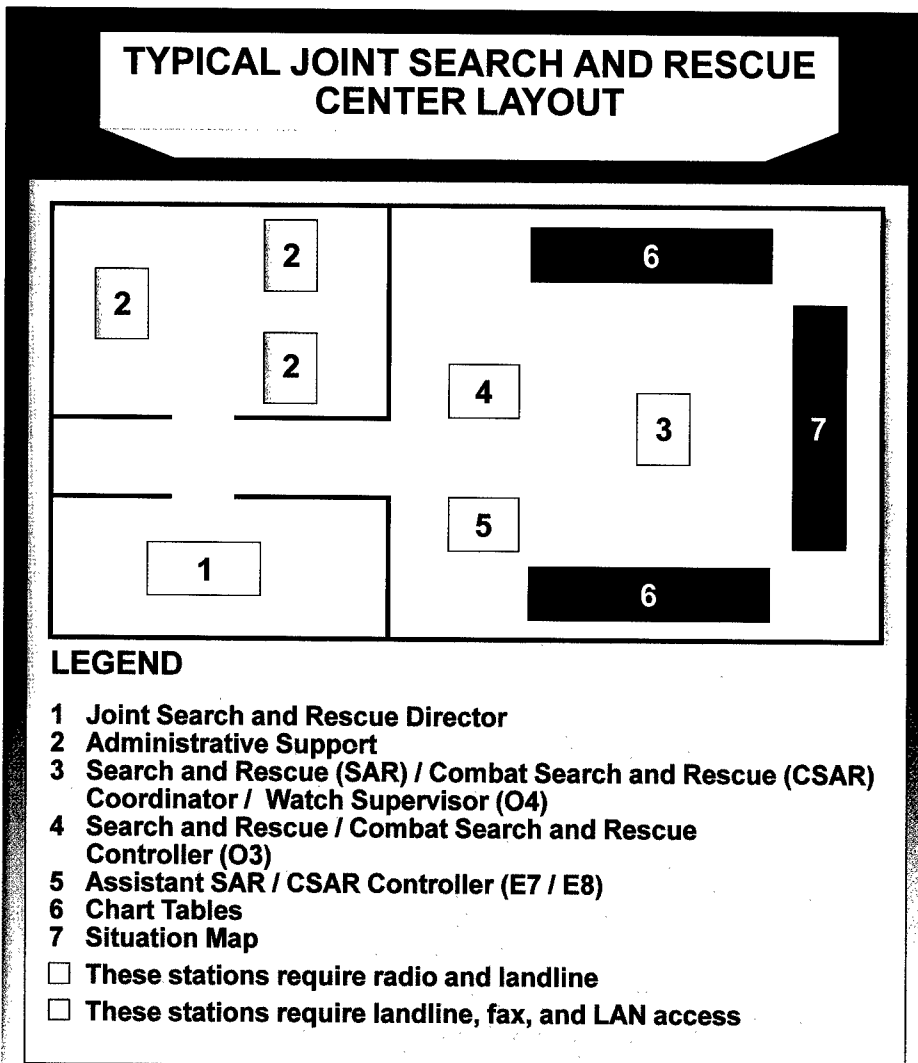 TYPICAL JOINT SEARCH AND RESCUE
CENTER LAYOUT
2
2
2
6
4
3
7
5
1
6
LEGEND
1 Joint Search and Rescue Director
2 Administrative Support
3 Search and Rescue (SAR) / Combat Search and Rescue (CSAR)
Coordinator / Watch Supervisor (O4)
4 Search and Rescue / Combat Search and Rescue
Controller (O3)
5 Assistant SAR / CSAR Controller (E7 / E8)
6 Chart Tables
7 Situation Map
☐ These stations require radio and landline
☐ These stations require landline, fax, and LAN access